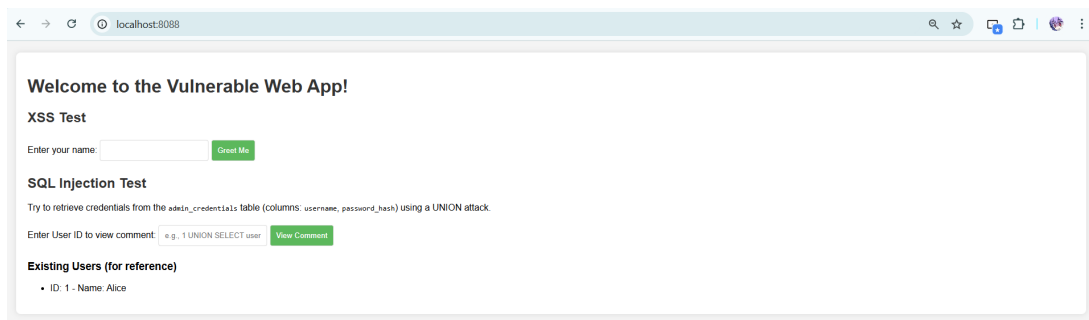 localhost:8088
Welcome to the Vulnerable Web App!
XSS Test
Enter your name: Greet Me
SQL Injection Test
Try to retrieve credentials from the admin_credentials table (columns: username, password_hash) using a UNION attack.
Enter User ID to view comment: e.g., 1 UNION SELECT user View Comment
Existing Users (for reference)
• ID: 1 - Name: Alice